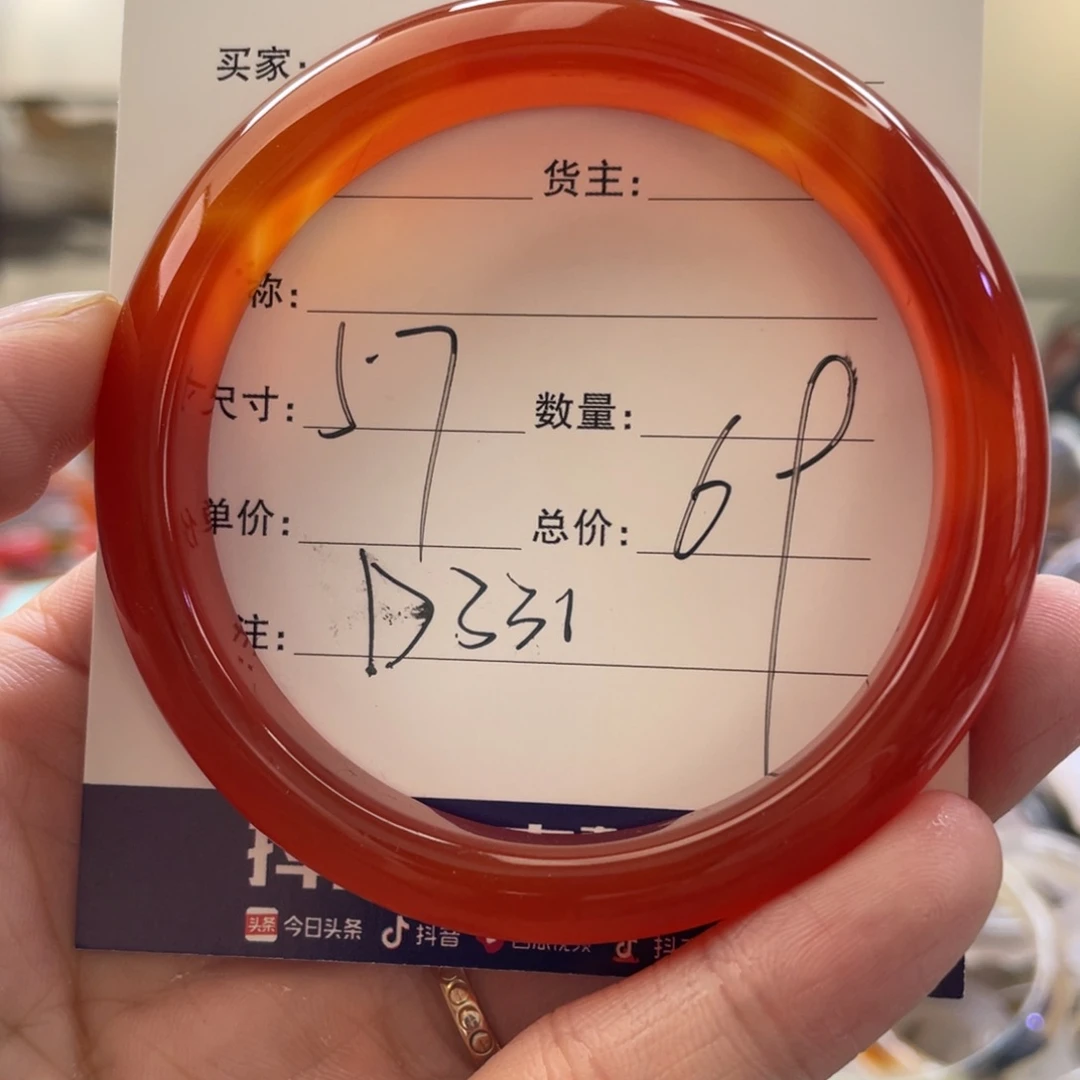 买家:
货主:
称:
尺寸: 57 数量:
单价: 总价: 69
注: D331
今日头条 抖音